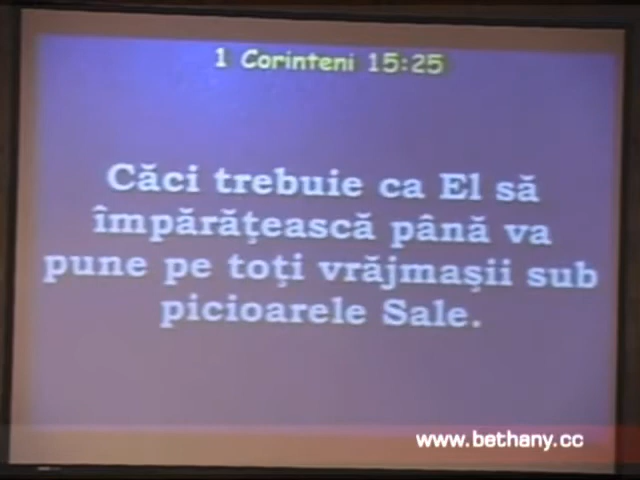 1 Corinteni 15:25
Căci trebuie ca El să
împărăţească până va
pune pe toţi vrăjmaşii sub
picioarele Sale.
www.bethany.cc